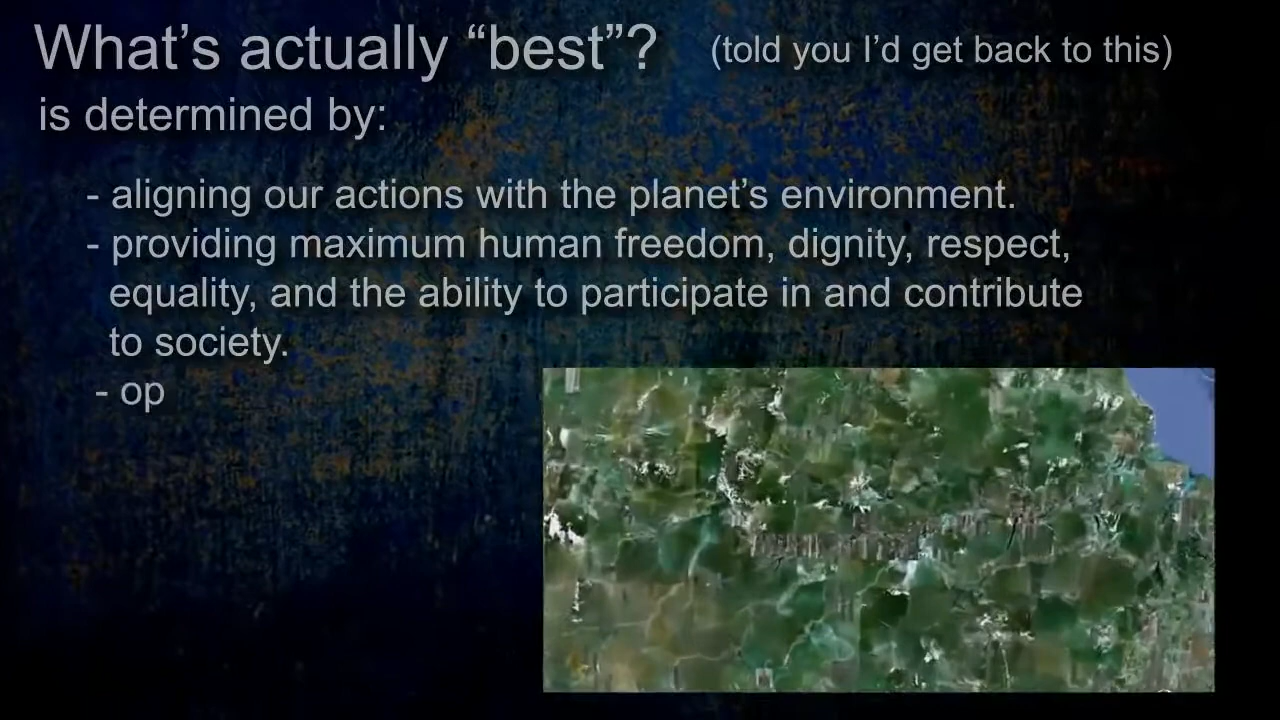 What’s actually “best”? (told you I’d get back to this)
is determined by:
- aligning our actions with the planet’s environment.
- providing maximum human freedom, dignity, respect,
equality, and the ability to participate in and contribute
to society.
- op